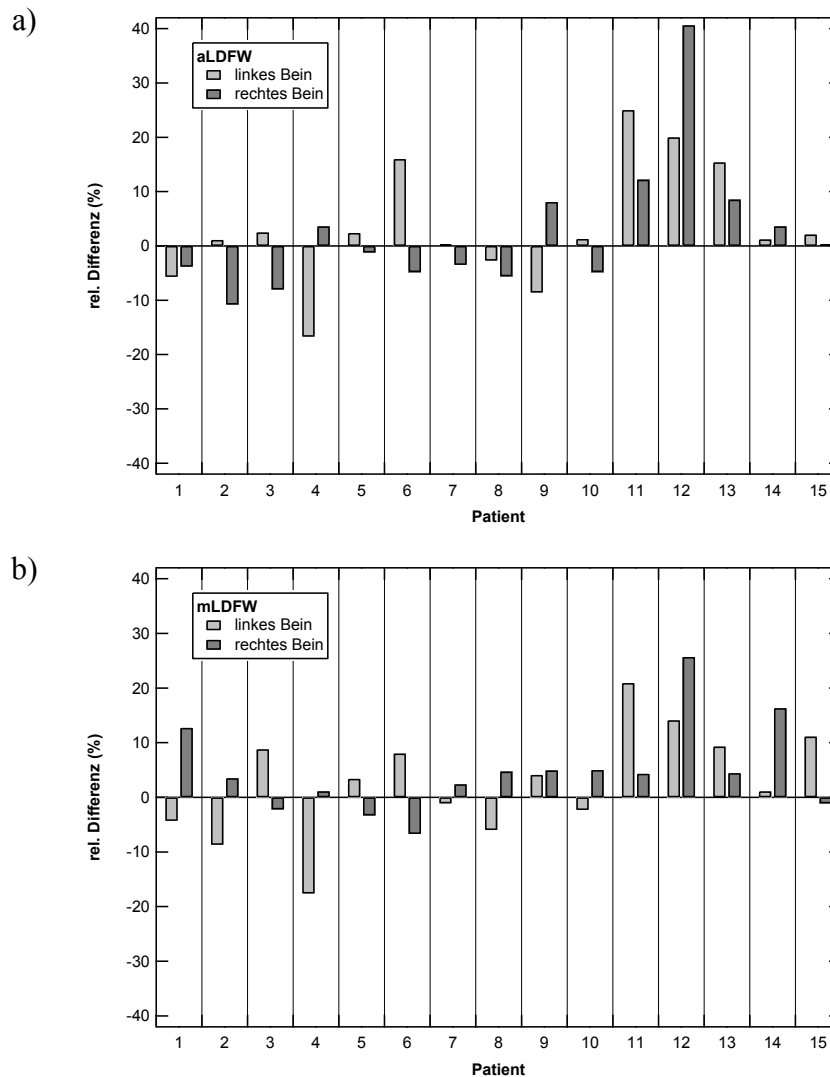 a)
aLDFW
linkes Bein
rechtes Bein
rel. Differenz (%)
40
30
20
10
0
-10
-20
-30
-40
1 2 3 4 5 6 7 8 9 10 11 12 13 14 15
Patient
b)
mLDFW
linkes Bein
rechtes Bein
rel. Differenz (%)
40
30
20
10
0
-10
-20
-30
-40
1 2 3 4 5 6 7 8 9 10 11 12 13 14 15
Patient